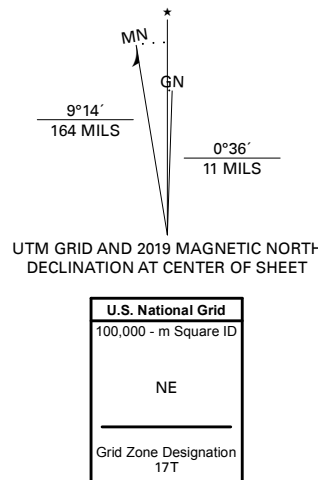 ★
MN
GN
9°14´
164 MILS
0°36´
11 MILS
UTM GRID AND 2019 MAGNETIC NORTH
DECLINATION AT CENTER OF SHEET
U.S. National Grid
100,000 - m Square ID
NE
Grid Zone Designation
17T